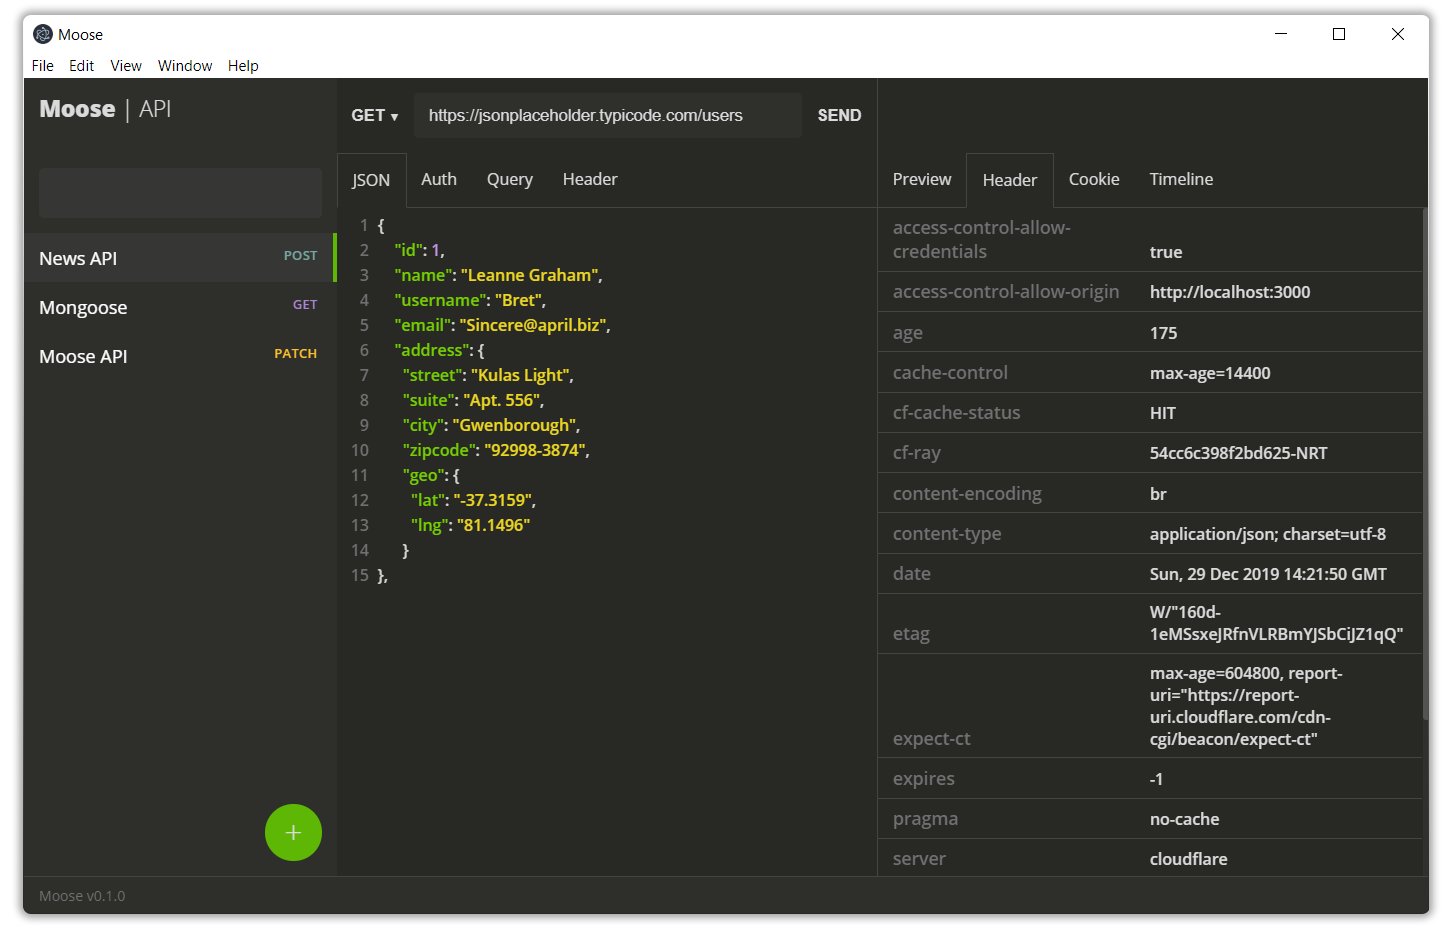 Moose
File Edit View Window Help
Moose | API
News API POST
Mongoose GET
Moose API PATCH
+
Moose v0.1.0
GET ▾ https://jsonplaceholder.typicode.com/users SEND
JSON Auth Query Header
1 {
2 "id": 1,
3 "name": "Leanne Graham",
4 "username": "Bret",
5 "email": "Sincere@april.biz",
6 "address": {
7 "street": "Kulas Light",
8 "suite": "Apt. 556",
9 "city": "Gwenborough",
10 "zipcode": "92998-3874",
11 "geo": {
12 "lat": "-37.3159",
13 "lng": "81.1496"
14 }
15 },
Preview Header Cookie Timeline
access-control-allow-
credentials true
access-control-allow-origin http://localhost:3000
age 175
cache-control max-age=14400
cf-cache-status HIT
cf-ray 54cc6c398f2bd625-NRT
content-encoding br
content-type application/json; charset=utf-8
date Sun, 29 Dec 2019 14:21:50 GMT
W/"160d-
etag 1eMSsxeJRfnVLRBmYJSbCiJZ1qQ"
max-age=604800, report-
uri="https://report-
uri.cloudflare.com/cdn-
expect-ct cgi/beacon/expect-ct"
expires -1
pragma no-cache
server cloudflare